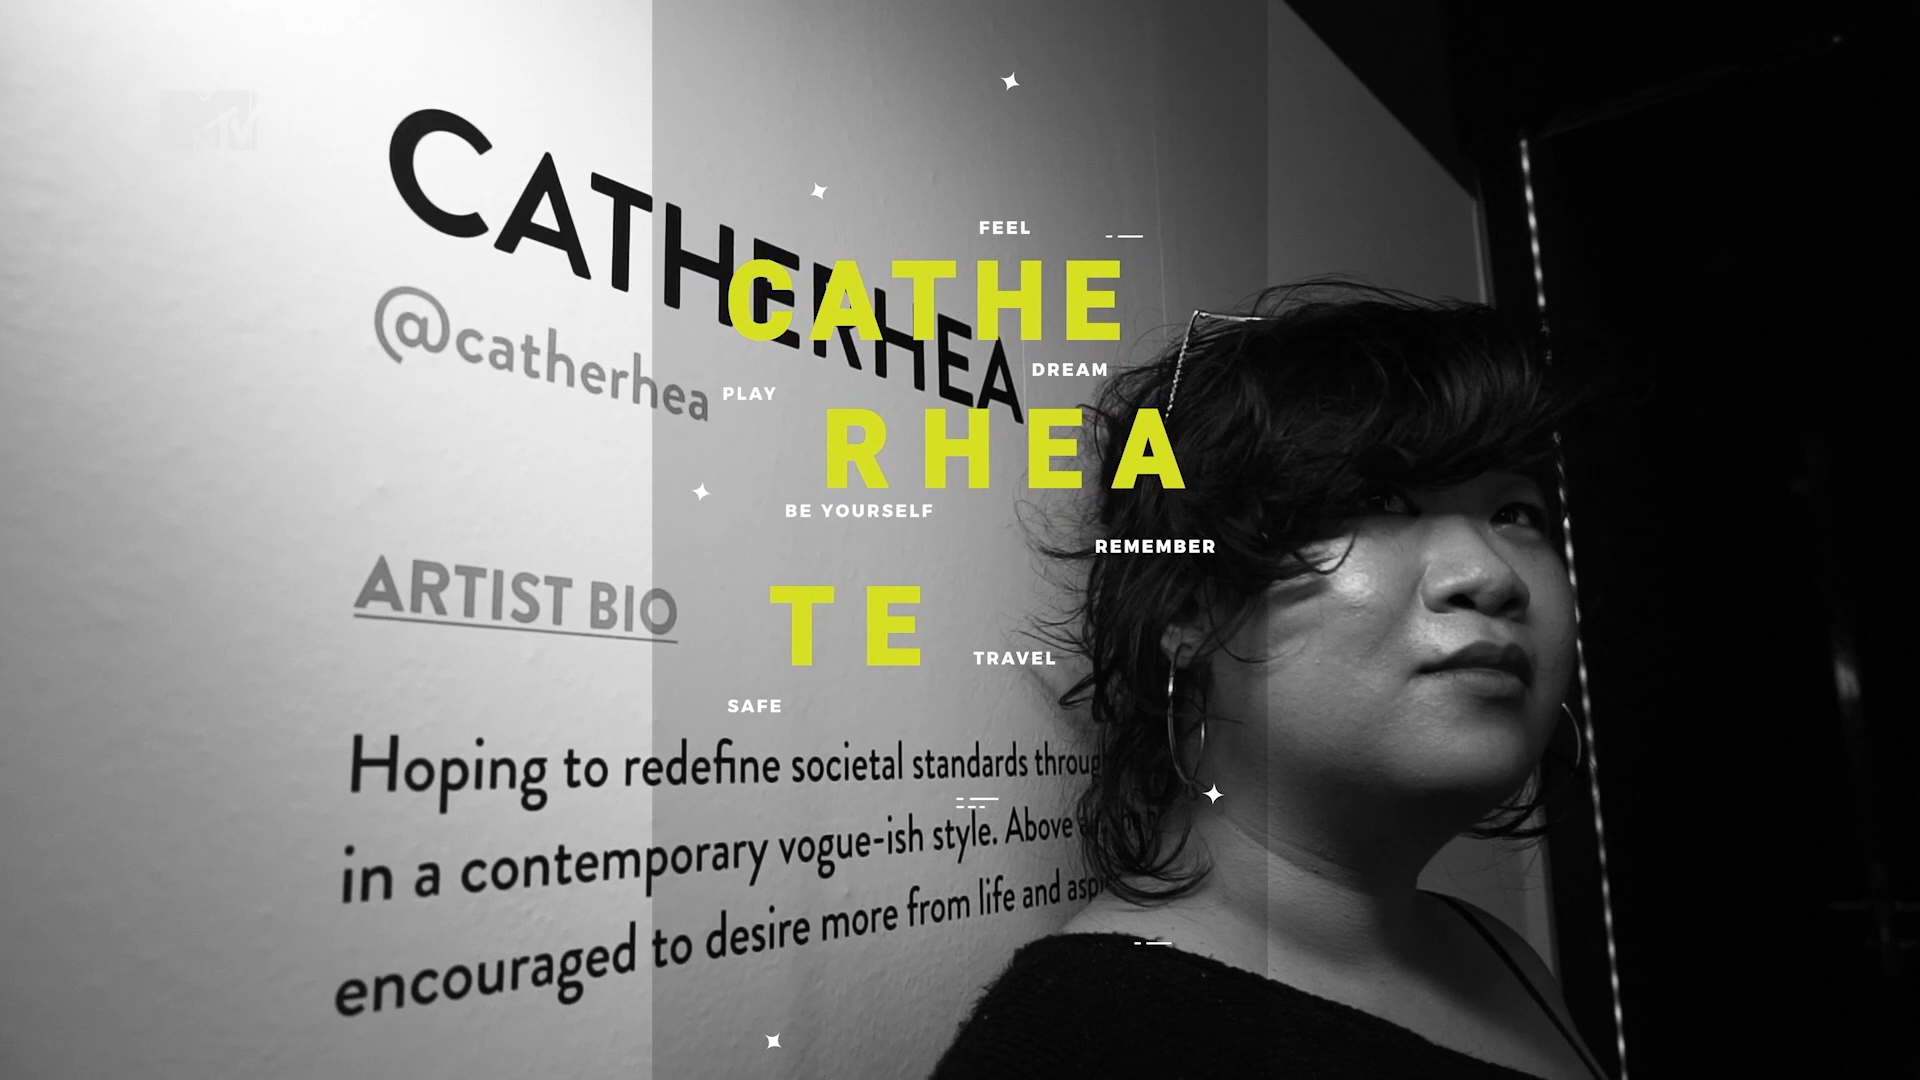 MTV
CATHERHEA
@catherhea
ARTIST BIO
Hoping to redefine societal standards throug
in a contemporary vogue-ish style. Above
encouraged to desire more from life and
FEEL
CATHE
DREAM
PLAY
RHEA
BE YOURSELF
REMEMBER
TE
TRAVEL
SAFE